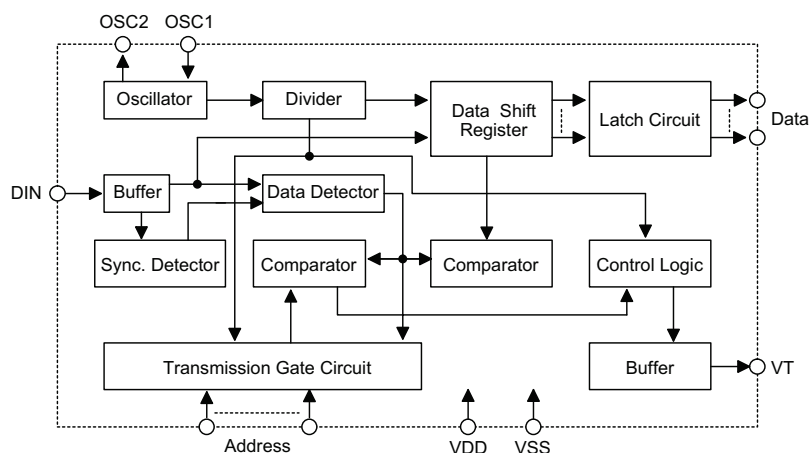 OSC2 OSC1
Oscillator
Divider
Data Shift
Register
Latch Circuit
Data
DIN
Buffer
Data Detector
Sync. Detector
Comparator
Comparator
Control Logic
Transmission Gate Circuit
Buffer
VT
Address
VDD
VSS